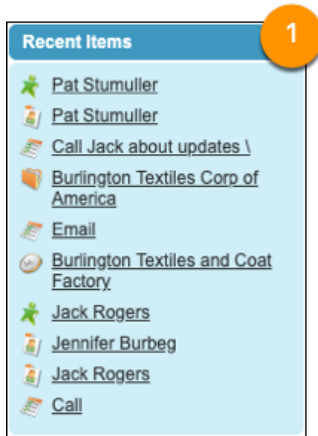 Recent Items
1
Pat Stumuller
Pat Stumuller
Call Jack about updates \
Burlington Textiles Corp of
America
Email
Burlington Textiles and Coat
Factory
Jack Rogers
Jennifer Burbeg
Jack Rogers
Call